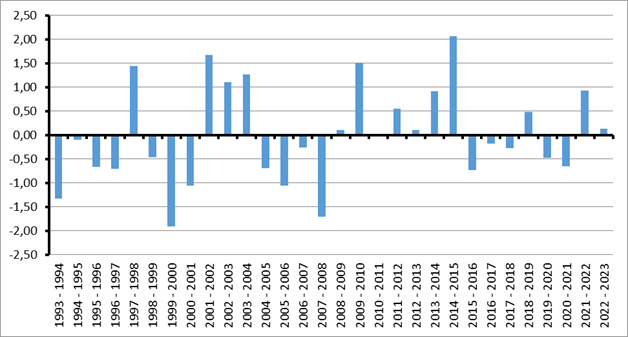 2,50
2,00
1,50
1,00
0,50
0,00
-0,50
-1,00
-1,50
-2,00
-2,50
1993 - 1994
1994 - 1995
1995 - 1996
1996 - 1997
1997 - 1998
1998 - 1999
1999 - 2000
2000 - 2001
2001 - 2002
2002 - 2003
2003 - 2004
2004 - 2005
2005 - 2006
2006 - 2007
2007 - 2008
2008 - 2009
2009 - 2010
2010 - 2011
2011 - 2012
2012 - 2013
2013 - 2014
2014 - 2015
2015 - 2016
2016 - 2017
2017 - 2018
2018 - 2019
2019 - 2020
2020 - 2021
2021 - 2022
2022 - 2023